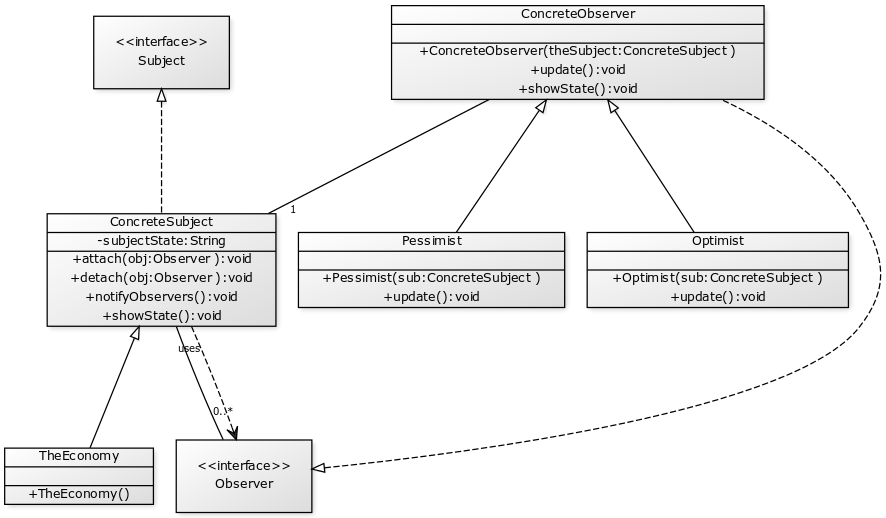 <<interface>>
Subject
ConcreteObserver
+ConcreteObserver(theSubject:ConcreteSubject )
+update():void
+showState():void
1
ConcreteSubject
-subjectState:String
+attach(obj:Observer ):void
+detach(obj:Observer ):void
+notifyObservers():void
+showState():void
Pessimist
+Pessimist(sub:ConcreteSubject )
+update():void
Optimist
+Optimist(sub:ConcreteSubject )
+update():void
uses
0..*
TheEconomy
+TheEconomy()
<<interface>>
Observer